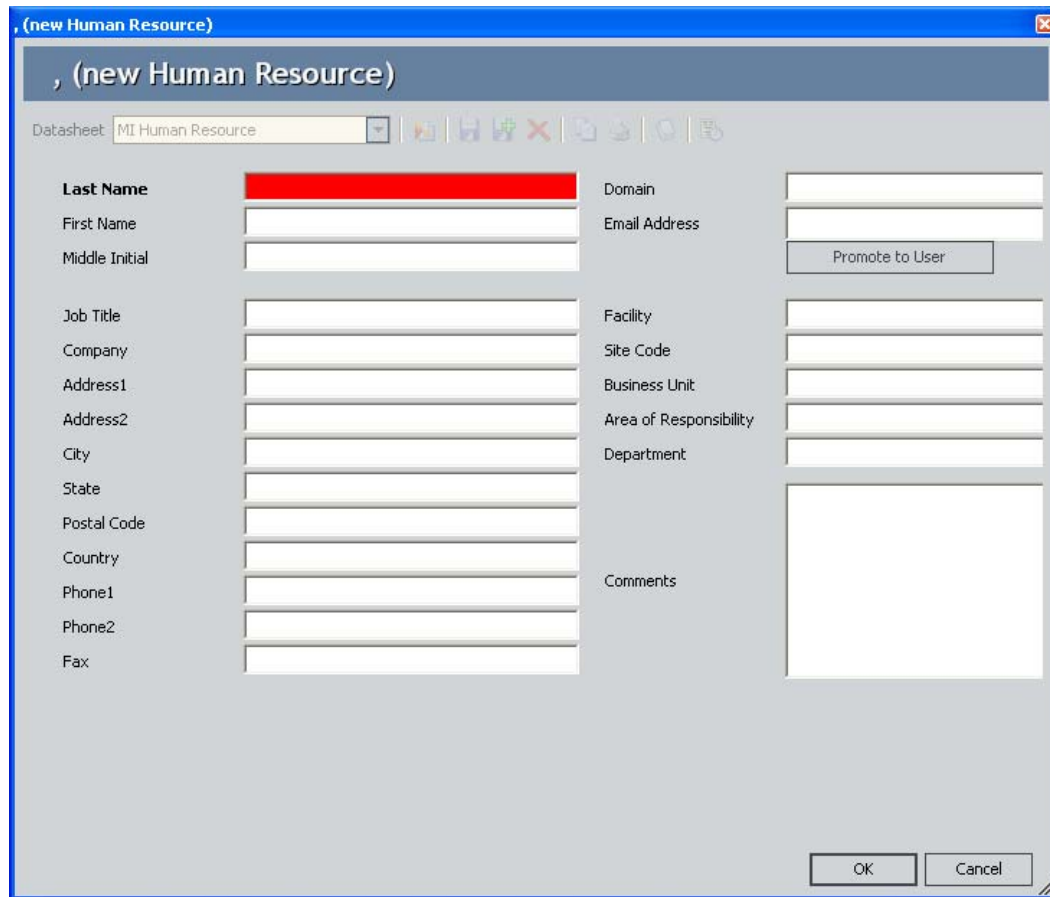 , (new Human Resource)
, (new Human Resource)
Datasheet MI Human Resource
Last Name
First Name
Middle Initial
Domain
Email Address
Promote to User
Job Title
Company
Address1
Address2
City
State
Postal Code
Country
Phone1
Phone2
Fax
Facility
Site Code
Business Unit
Area of Responsibility
Department
Comments
OK
Cancel